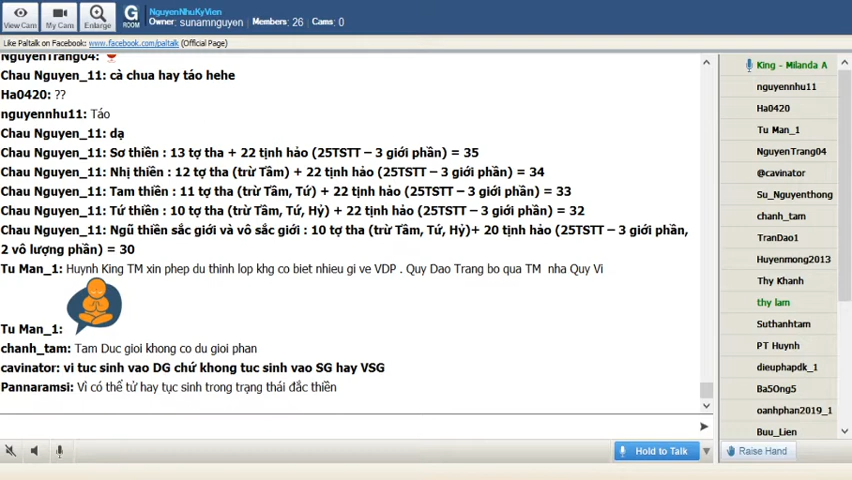 View Cam
My Cam
Enlarge
G
ROOM
NguyenNhuKyVien
Owner: sunamnguyen Members: 26 Cams: 0
Like Paltalk on Facebook: www.facebook.com/paltalk (Official Page)
NguyenTrang04:
Chau Nguyen_11: cà chua hay táo hehe
Ha0420: ??
nguyennhu11: Táo
Chau Nguyen_11: dạ
Chau Nguyen_11: Sơ thiền : 13 tợ tha + 22 tịnh hảo (25TSTT – 3 giới phần) = 35
Chau Nguyen_11: Nhị thiền : 12 tợ tha (trừ Tầm) + 22 tịnh hảo (25TSTT – 3 giới phần) = 34
Chau Nguyen_11: Tam thiền : 11 tợ tha (trừ Tầm, Tứ) + 22 tịnh hảo (25TSTT – 3 giới phần) = 33
Chau Nguyen_11: Tứ thiền : 10 tợ tha (trừ Tầm, Tứ, Hỷ) + 22 tịnh hảo (25TSTT – 3 giới phần) = 32
Chau Nguyen_11: Ngũ thiền sắc giới và vô sắc giới : 10 tợ tha (trừ Tầm, Tứ, Hỷ)+ 20 tịnh hảo (25TSTT – 3 giới phần,
2 vô lượng phần) = 30
Tu Man_1: Huynh King TM xin phep du thinh lop khg co biet nhieu gi ve VDP . Quy Dao Trang bo qua TM nha Quy Vi
Tu Man_1:
chanh_tam: Tam Duc gioi khong co du gioi phan
cavinator: vi tuc sinh vao DG chứ khong tuc sinh vao SG hay VSG
Pannaramsi: Vì có thể tử hay tục sinh trong trạng thái đắc thiền
Hold to Talk
King - Milanda A
nguyennhu11
Ha0420
Tu Man_1
NguyenTrang04
@cavinator
Su_Nguyenthong
chanh_tam
TranDao1
Huyenmong2013
Thy Khanh
thy lam
Suthanhtam
PT Huynh
dieuphapdk_1
Ba5Ong5
oanhphan2019_1
Buu_Lien
Raise Hand